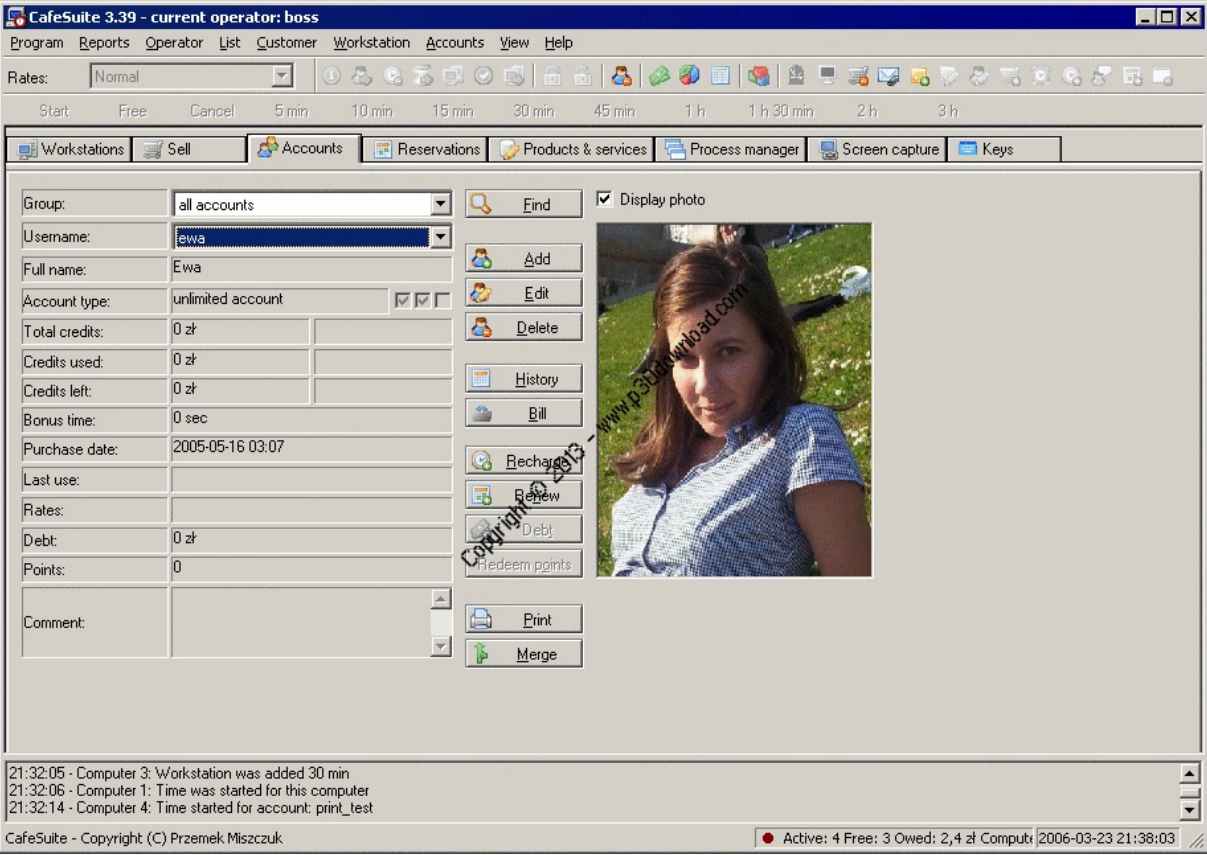 CafeSuite 3.39 - current operator: boss
Program Reports Operator List Customer Workstation Accounts View Help
Rates: Normal
Start Free Cancel 5 min 10 min 15 min 30 min 45 min 1 h 1 h 30 min 2 h 3 h
Workstations Sell Accounts Reservations Products & services Process manager Screen capture Keys
Group: all accounts Find Display photo
Username: ewa
Full name: Ewa Add
Account type: unlimited account Edit
Total credits: 0 zł Delete
Credits used: 0 zł
Credits left: 0 zł History
Bonus time: 0 sec Bill
Purchase date: 2005-05-16 03:07
Last use: Recharge
Rates: Renew
Debt: 0 zł Debt
Points: 0 Redeem points
Comment: Print
Merge
Copyright © 2013 - www.p30download.com
21:32:05 - Computer 3: Workstation was added 30 min
21:32:06 - Computer 1: Time was started for this computer
21:32:14 - Computer 4: Time started for account: print_test
CafeSuite - Copyright (C) Przemek Miszczuk Active: 4 Free: 3 Owed: 2,4 zł Compute 2006-03-23 21:38:03